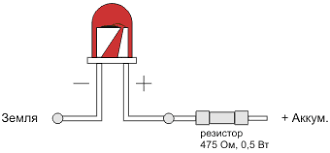 − +
Земля + Аккум.
резистор
475 Ом, 0,5 Вт